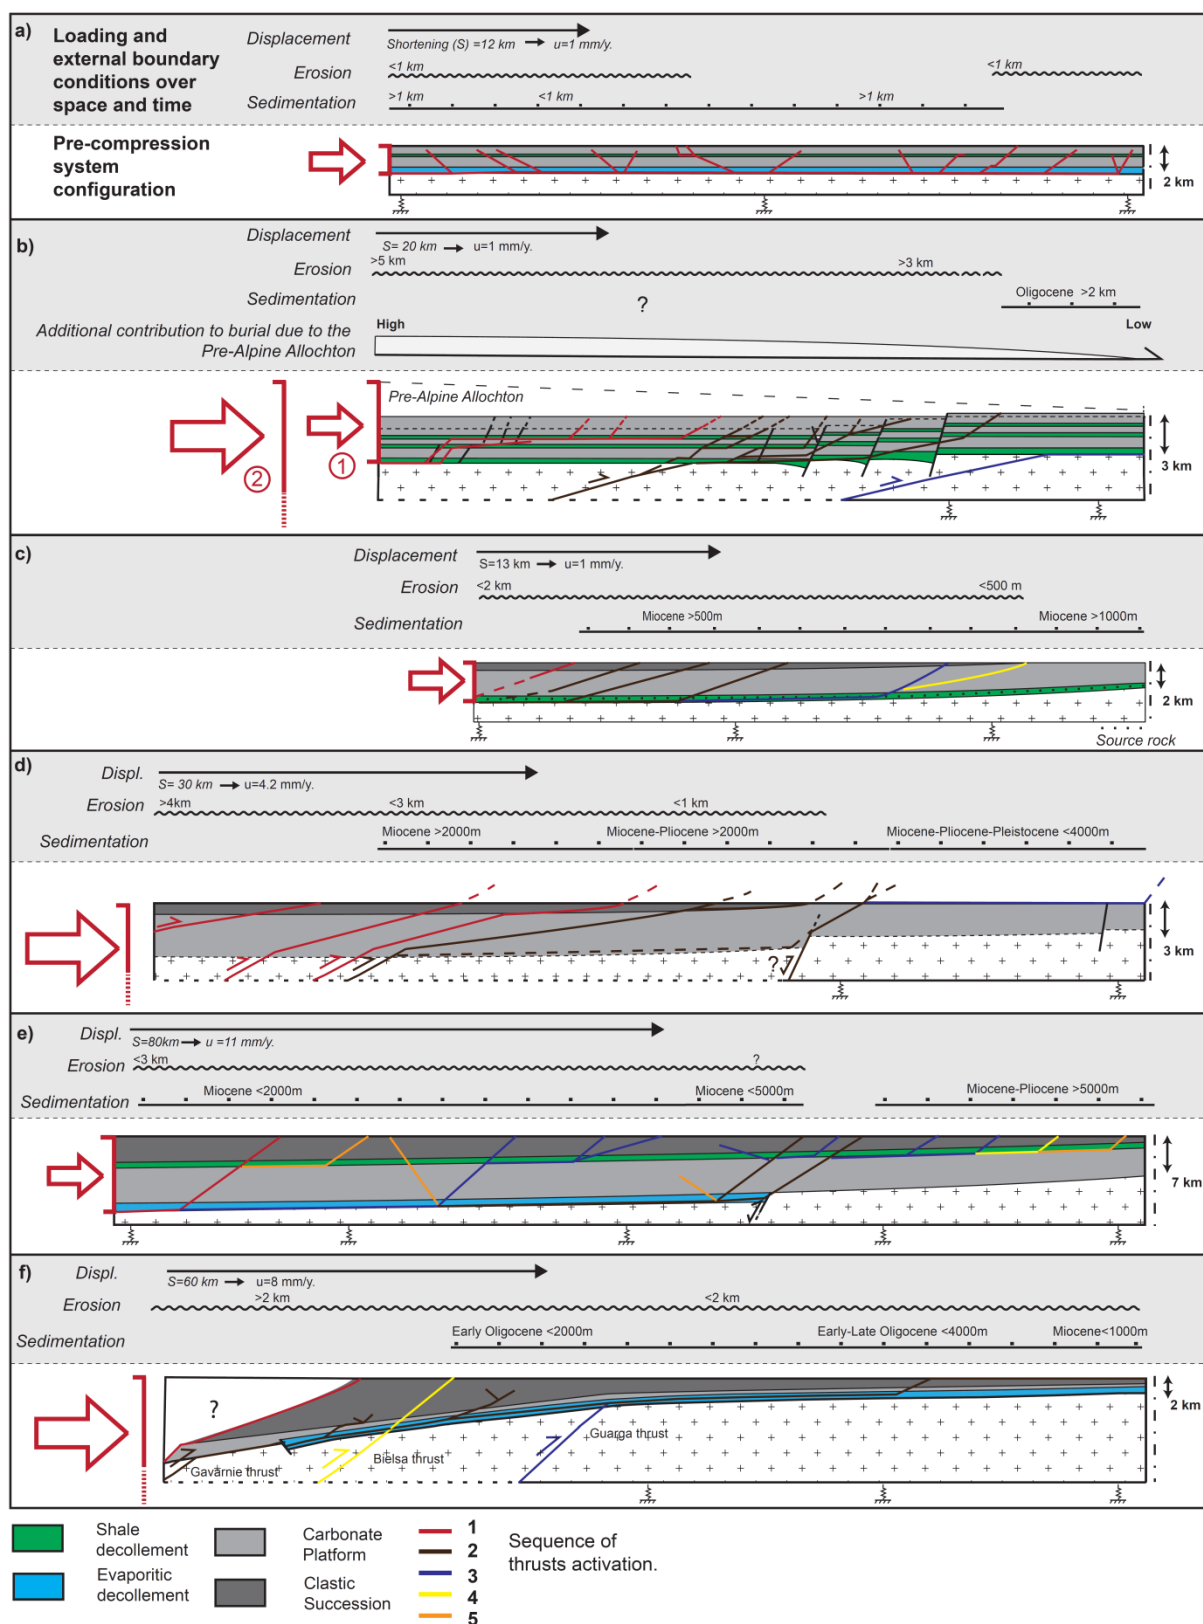 a) Loading and
external boundary
conditions over
space and time
Displacement
Shortening (S) =12 km u=1 mm/y.
Erosion
<1 km
<1 km
Sedimentation
>1 km
<1 km
>1 km
Pre-compression
system
configuration
2 km
b)
Displacement
S= 20 km u=1 mm/y.
Erosion
>5 km
>3 km
Sedimentation
?
Oligocene >2 km
Additional contribution to burial due to the
Pre-Alpine Allochton
High
Low
Pre-Alpine Allochton
2
1
3 km
c)
Displacement
S=13 km u=1 mm/y.
Erosion
<2 km
<500 m
Sedimentation
Miocene >500m
Miocene >1000m
2 km
Source rock
d)
Displ.
S= 30 km u=4.2 mm/y.
Erosion
>4km
<3 km
<1 km
Sedimentation
Miocene >2000m
Miocene-Pliocene >2000m
Miocene-Pliocene-Pleistocene <4000m
?
3 km
e)
Displ.
S=80km u =11 mm/y.
Erosion
<3 km
?
Sedimentation
Miocene <2000m
Miocene <5000m
Miocene-Pliocene >5000m
7 km
f)
Displ.
S=60 km u=8 mm/y.
Erosion
>2 km
<2 km
Sedimentation
Early Oligocene <2000m
Early-Late Oligocene <4000m
Miocene<1000m
?
Gavarnie thrust
Bielsa thrust
Guarga thrust
2 km
Shale
decollement
Evaporitic
decollement
Carbonate
Platform
Clastic
Succession
1
2
3
4
5
Sequence of
thrusts activation.